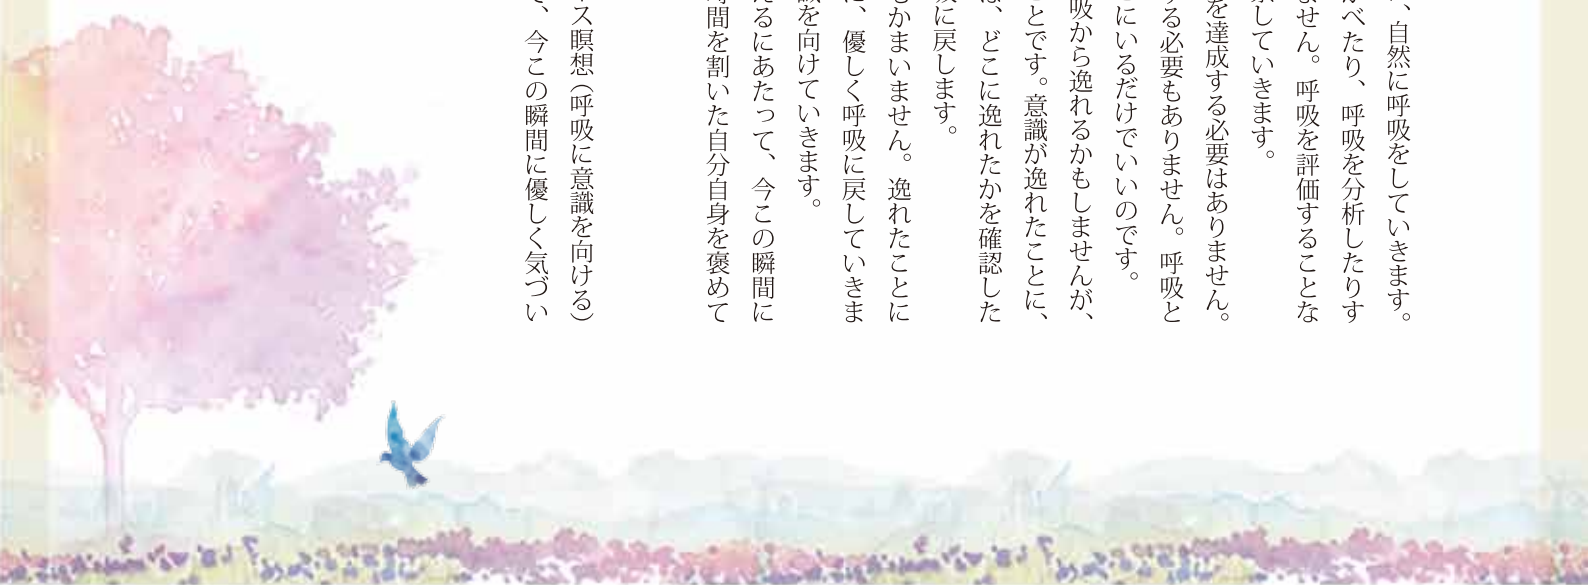 、自然に呼吸をしていきます。
べたり、呼吸を分析したりす
せん。呼吸を評価することな
していきます。
を達成する必要はありません。
する必要もありません。呼吸と
にいるだけでいいのです。
吸から逸れるかもしませんが、
とです。意識が逸れたことに、
、どこに逸れたかを確認した
に戻します。
かまいません。逸れたことに
、優しく呼吸に戻していきま
を向けていきます。
るにあたって、今この瞬間に
間を割いた自分自身を褒めて
ス瞑想（呼吸に意識を向ける）
、今この瞬間に優しく気づい